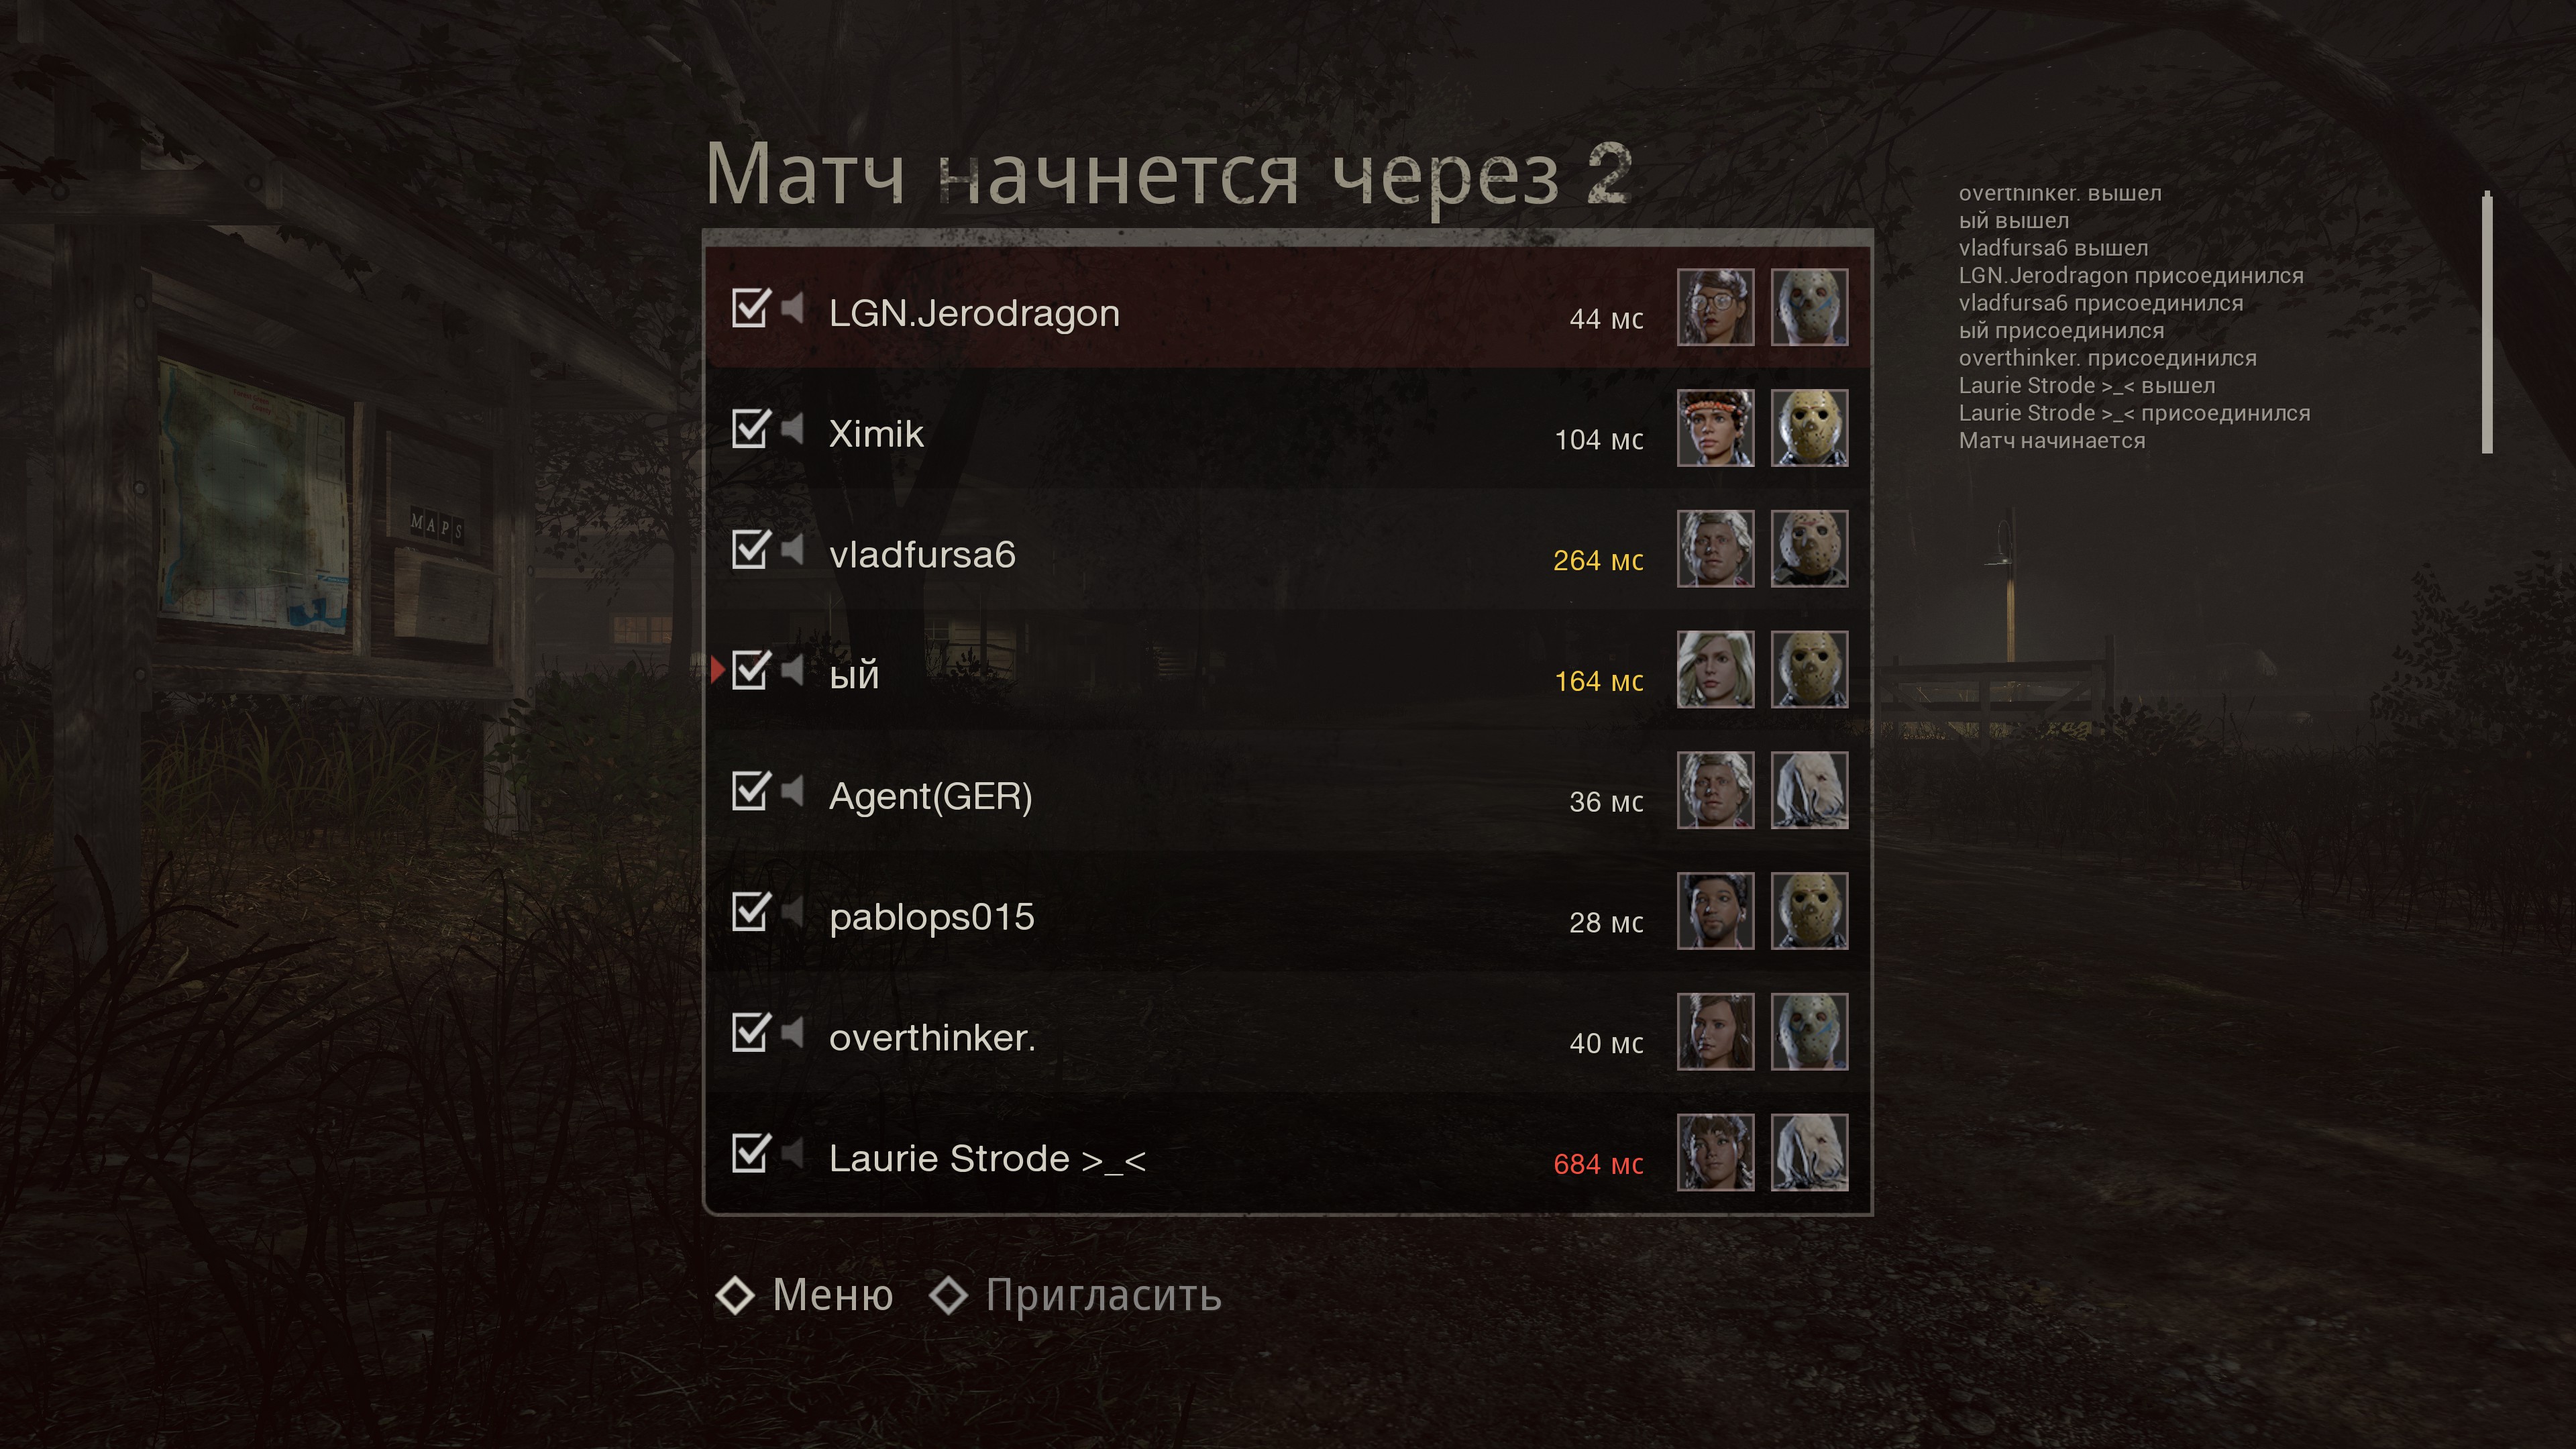 Матч начнется через 2
LGN.Jerodragon 44 мс
Ximik 104 мс
vladfursa6 264 мс
ый 164 мс
Agent(GER) 36 мс
pablops015 28 мс
overthinker. 40 мс
Laurie Strode >_< 684 мс
Меню Пригласить
overthinker. вышел
ый вышел
vladfursa6 вышел
LGN.Jerodragon присоединился
vladfursa6 присоединился
ый присоединился
overthinker. присоединился
Laurie Strode >_< вышел
Laurie Strode >_< присоединился
Матч начинается
MAPS